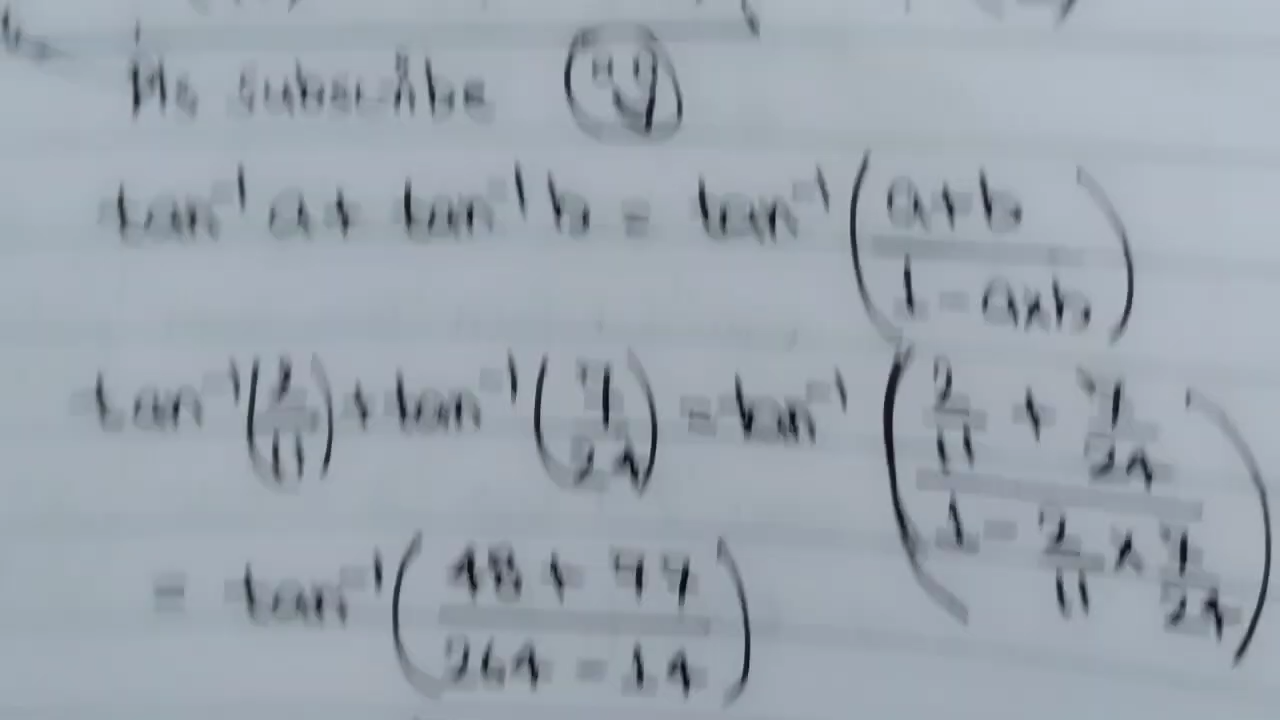 Pls subscribe
tan⁻¹ a + tan⁻¹ b = tan⁻¹ (a+b / 1 - a×b)
tan⁻¹ (2/11) + tan⁻¹ (7/24) = tan⁻¹ (2/11 + 7/24 / 1 - 2/11 × 7/24)
= tan⁻¹ (48 + 77 / 264 - 14)